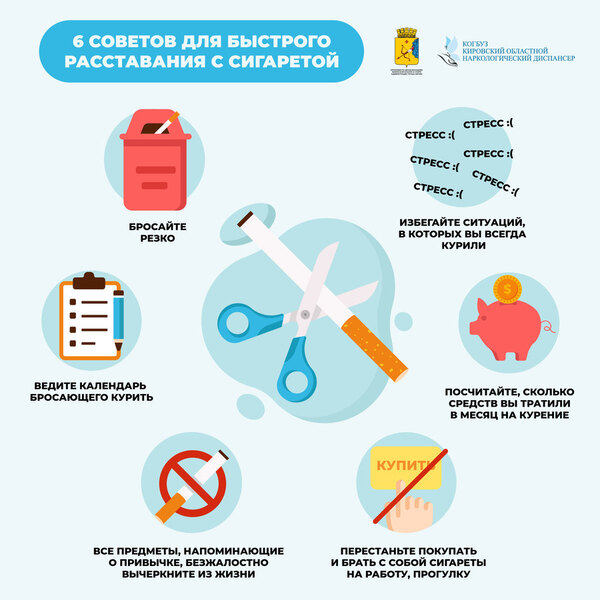 6 СОВЕТОВ ДЛЯ БЫСТРОГО
РАССТАВАНИЯ С СИГАРЕТОЙ
КОГБУЗ
КИРОВСКИЙ ОБЛАСТНОЙ
НАРКОЛОГИЧЕСКИЙ ДИСПАНСЕР
БРОСАЙТЕ
РЕЗКО
СТРЕСС :(
СТРЕСС :(
СТРЕСС :(
СТРЕСС :(
СТРЕСС :(
СТРЕСС :(
ИЗБЕГАЙТЕ СИТУАЦИЙ,
В КОТОРЫХ ВЫ ВСЕГДА
КУРИЛИ
ВЕДИТЕ КАЛЕНДАРЬ
БРОСАЮЩЕГО КУРИТЬ
$
ПОСЧИТАЙТЕ, СКОЛЬКО
СРЕДСТВ ВЫ ТРАТИЛИ
В МЕСЯЦ НА КУРЕНИЕ
ВСЕ ПРЕДМЕТЫ, НАПОМИНАЮЩИЕ
О ПРИВЫЧКЕ, БЕЗЖАЛОСТНО
ВЫЧЕРКНИТЕ ИЗ ЖИЗНИ
КУПИТЬ
ПЕРЕСТАНЬТЕ ПОКУПАТЬ
И БРАТЬ С СОБОЙ СИГАРЕТЫ
НА РАБОТУ, ПРОГУЛКУ